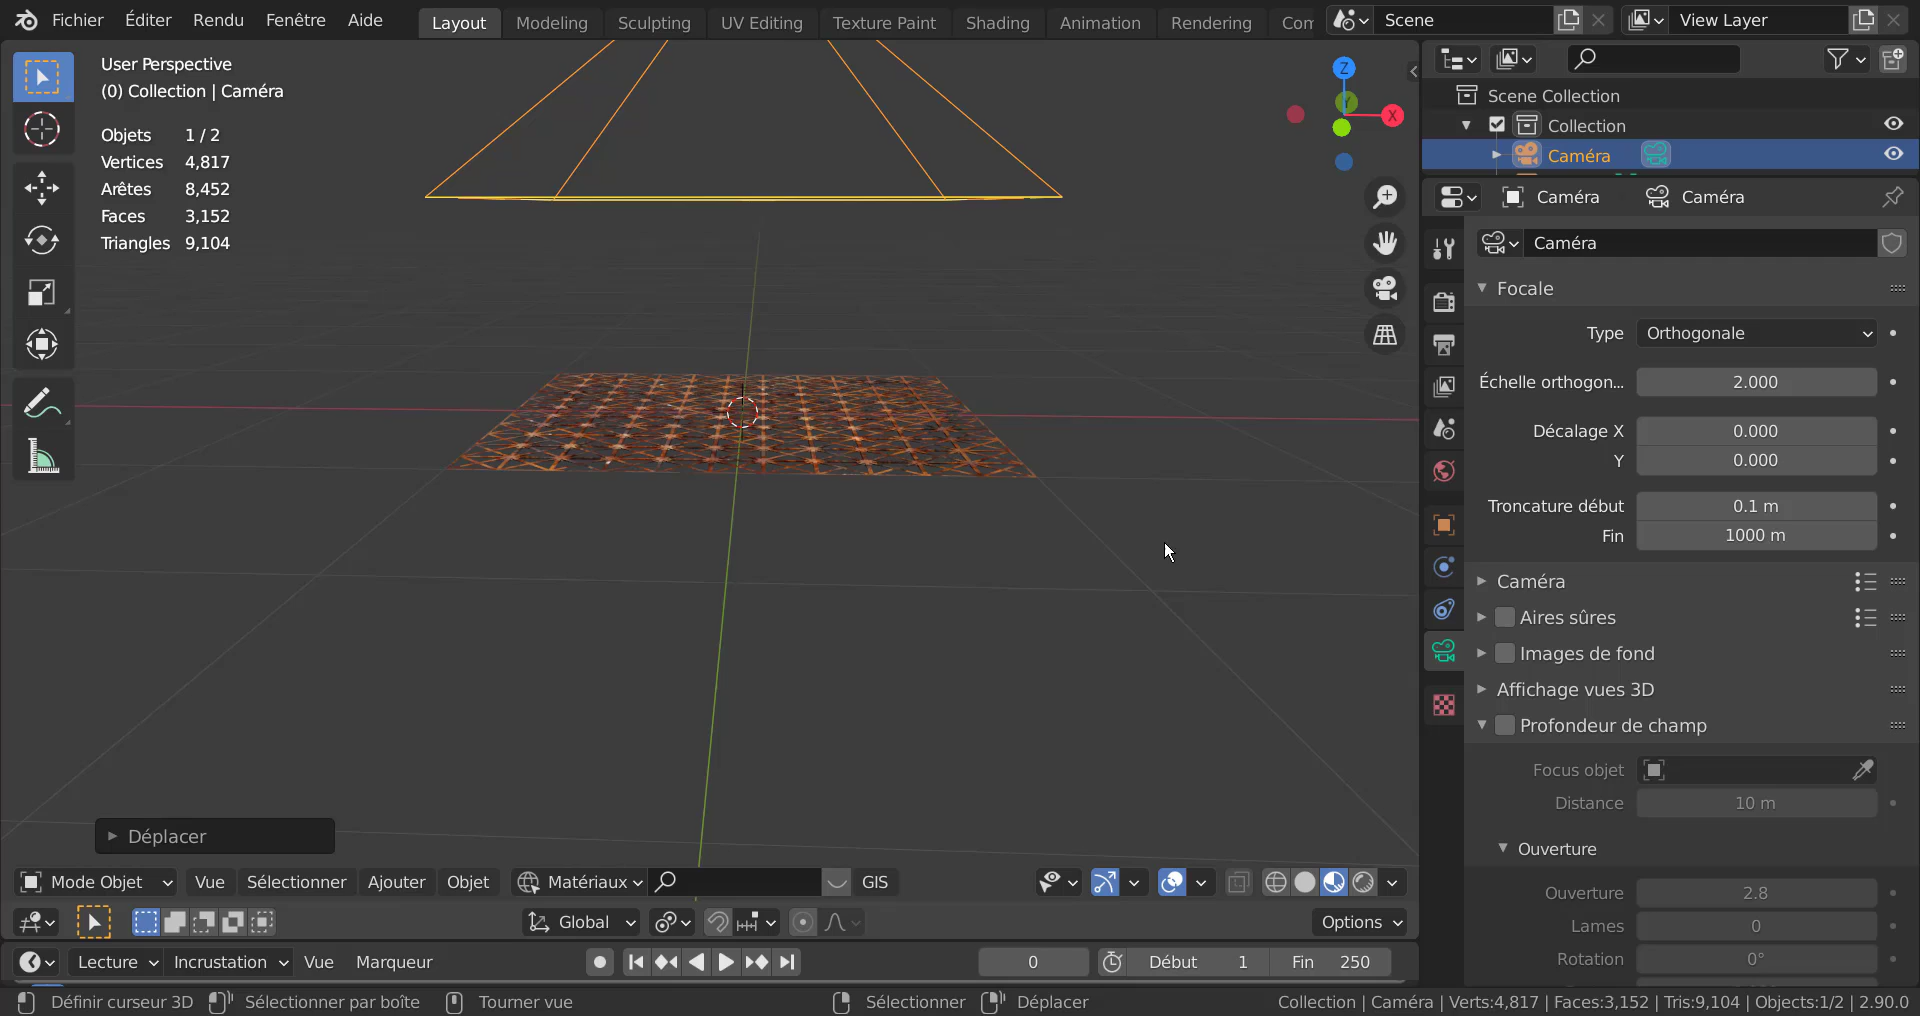 Fichier Éditer Rendu Fenêtre Aide Layout Modeling Sculpting UV Editing Texture Paint Shading Animation Rendering Com Scene View Layer
User Perspective
(0) Collection | Caméra
Objets 1 / 2
Vertices 4,817
Arêtes 8,452
Faces 3,152
Triangles 9,104
Z
Y
X
Scene Collection
Collection
Caméra
Caméra Caméra
Caméra
Focale
Type Orthogonale
Échelle orthogon... 2.000
Décalage X 0.000
Y 0.000
Troncature début 0.1 m
Fin 1000 m
Caméra
Aires sûres
Images de fond
Affichage vues 3D
Profondeur de champ
Focus objet
Distance 10 m
Ouverture
Ouverture 2.8
Lames 0
Rotation 0°
Déplacer
Mode Objet Vue Sélectionner Ajouter Objet Matériaux GIS
Global Options
Lecture Incrustation Vue Marqueur 0 Début 1 Fin 250
Définir curseur 3D Sélectionner par boîte Tourner vue Sélectionner Déplacer Collection | Caméra | Verts:4,817 | Faces:3,152 | Tris:9,104 | Objects:1/2 | 2.90.0